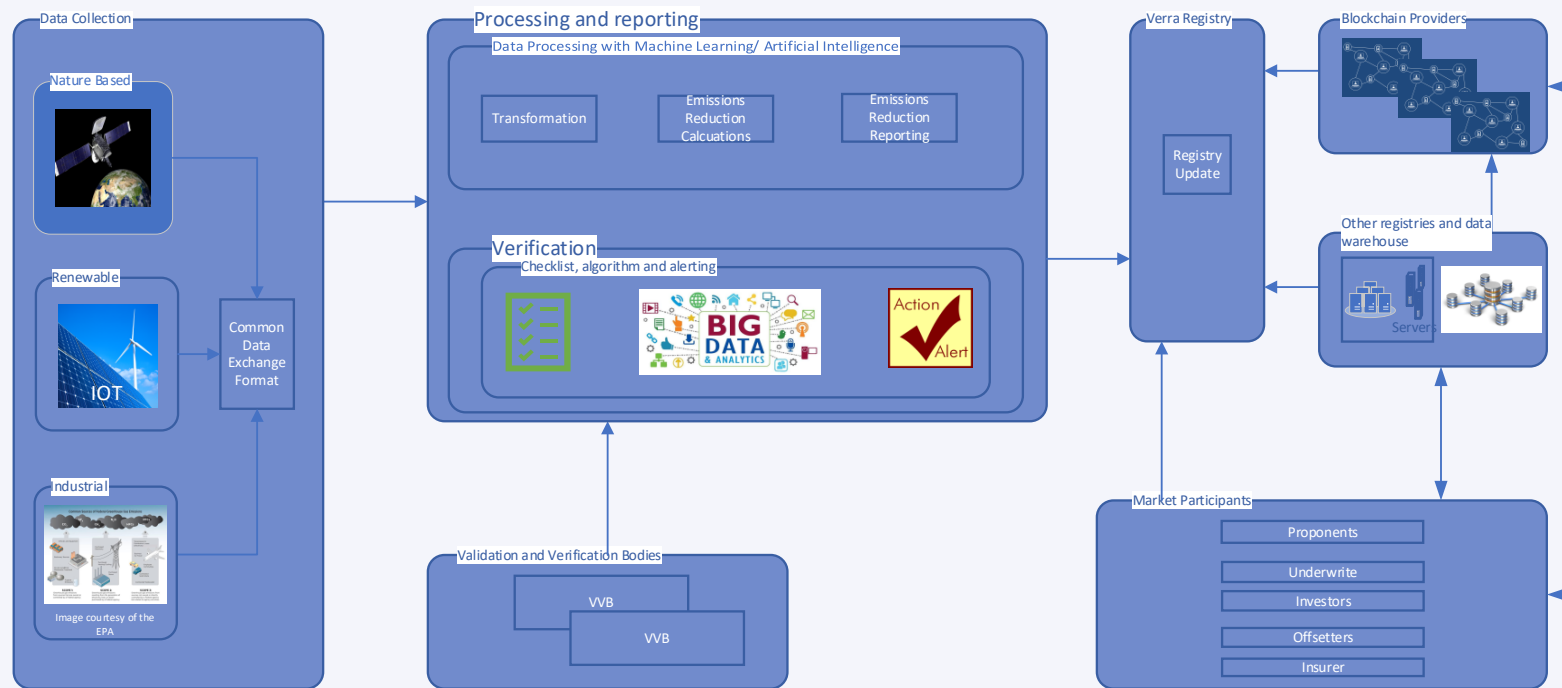 Data Collection
Nature Based
Renewable
IOT
Industrial
Image courtesy of the
EPA
Common
Data
Exchange
Format
Processing and reporting
Data Processing with Machine Learning/ Artificial Intelligence
Transformation
Emissions
Reduction
Calcuations
Emissions
Reduction
Reporting
Verification
Checklist, algorithm and alerting
BIG
DATA
& ANALYTICS
Action
Alert
Validation and Verification Bodies
VVB
VVB
Verra Registry
Registry
Update
Blockchain Providers
Other registries and data
warehouse
Servers
Market Participants
Proponents
Underwrite
Investors
Offsetters
Insurer